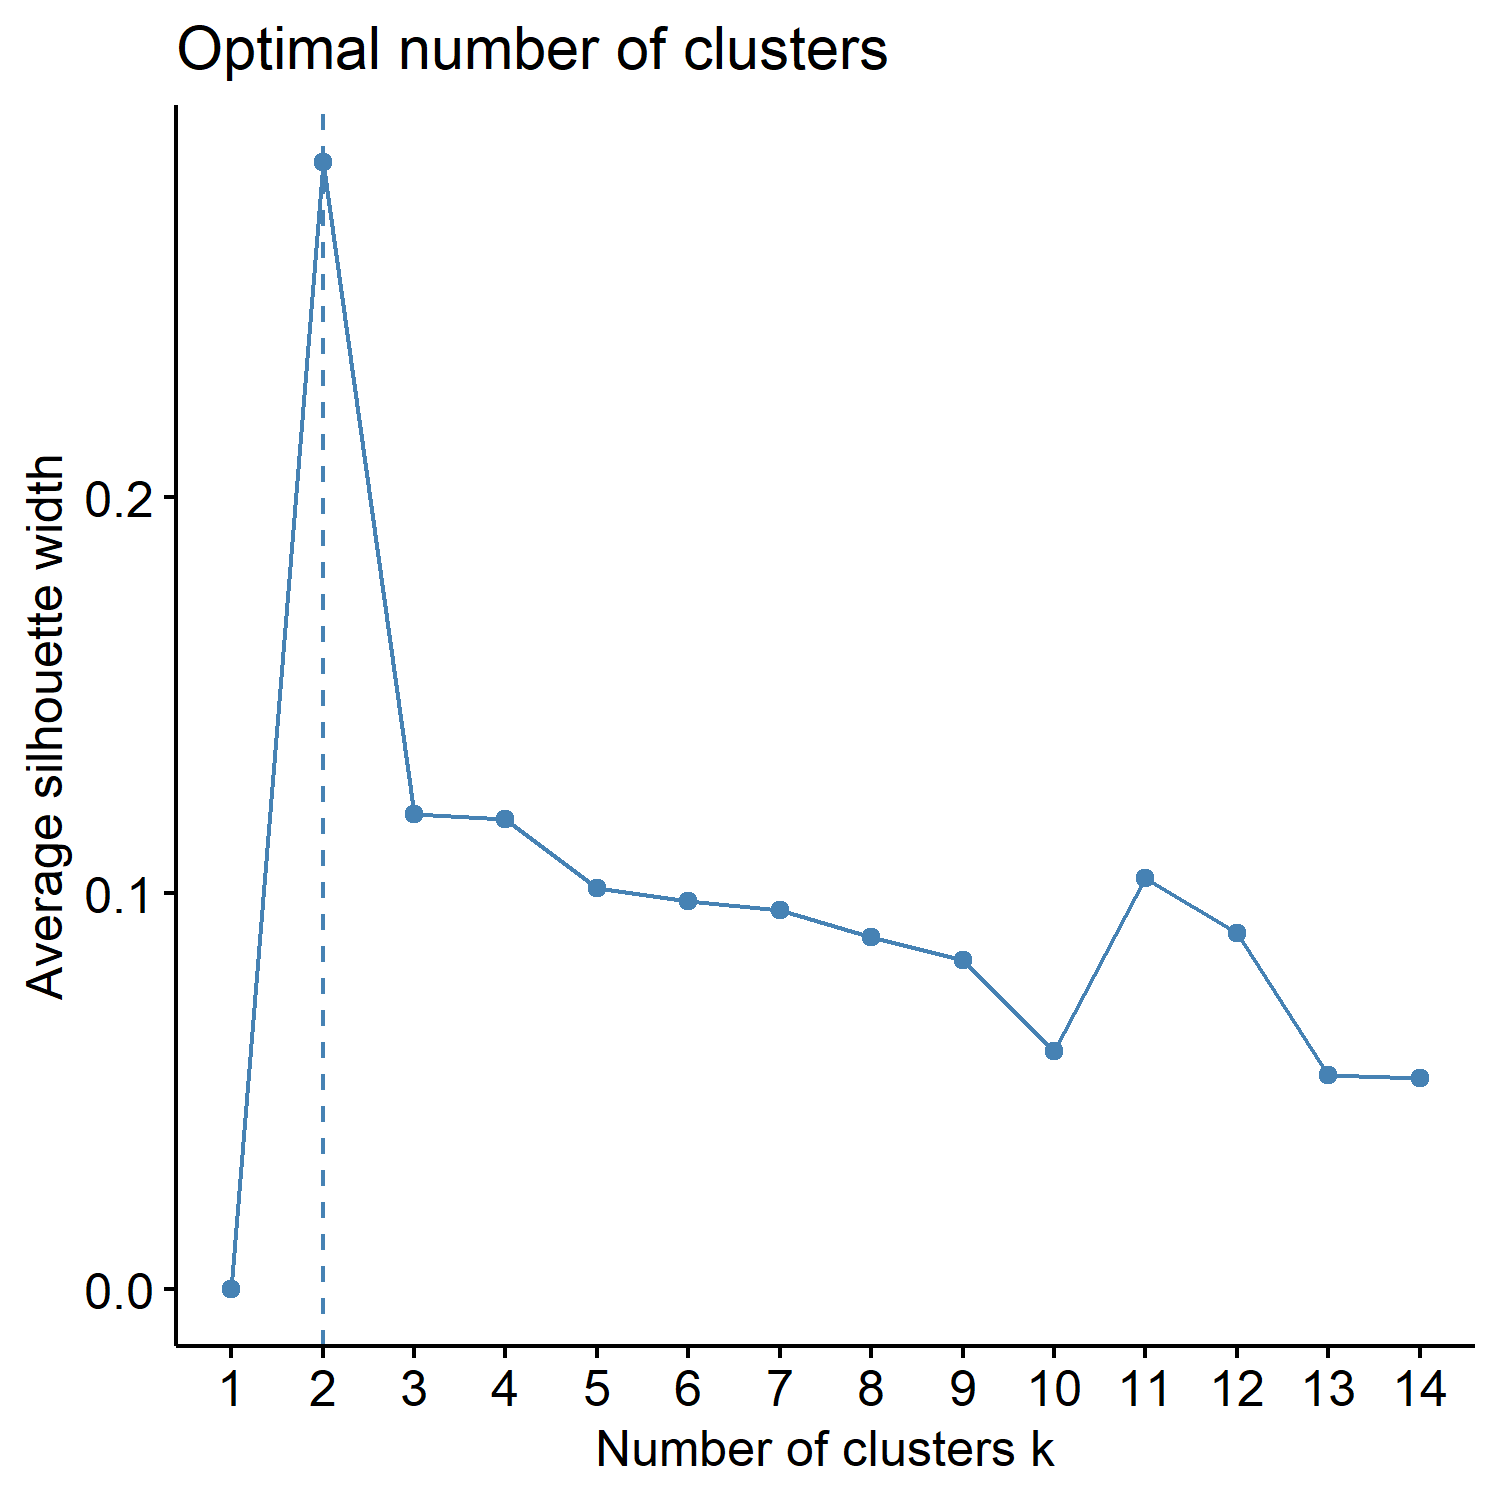 Optimal number of clusters
Average silhouette width
0.2
0.1
0.0
1 2 3 4 5 6 7 8 9 10 11 12 13 14
Number of clusters k